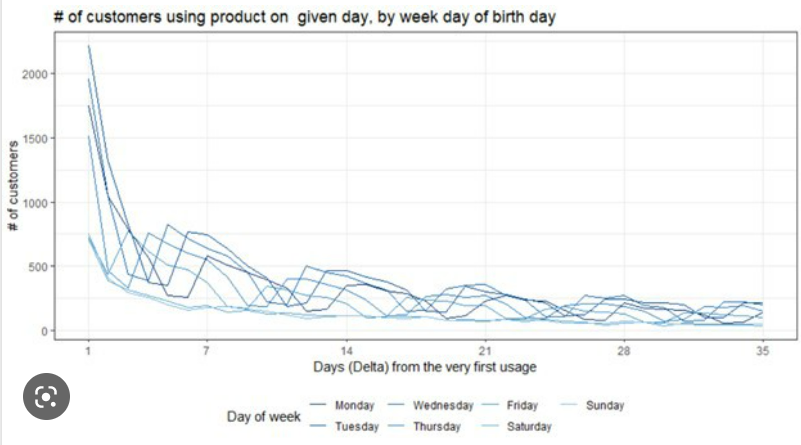 # of customers using product on  given day, by week day of birth day
# of customers
2000
1500
1000
500
0
1 7 14 21 28 35
Days (Delta) from the very first usage
Day of week
Monday Wednesday Friday Sunday
Tuesday Thursday Saturday